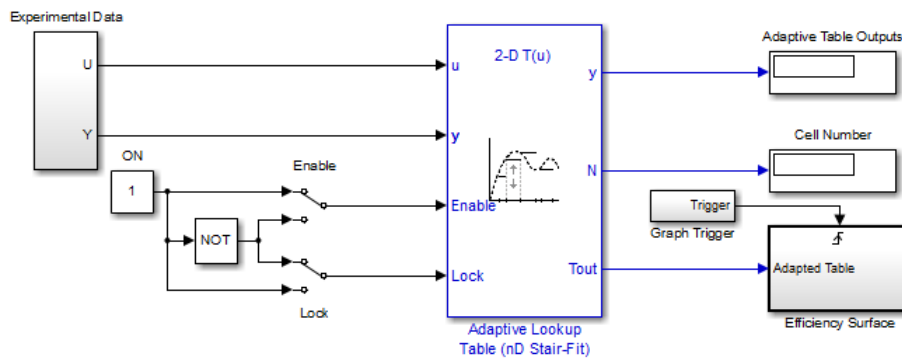 Experimental Data
U
Y
ON
1
NOT
Enable
Lock
2-D T(u)
u
y
Enable
Lock
y
N
Tout
Adaptive Lookup
Table (nD Stair-Fit)
Adaptive Table Outputs
Cell Number
Trigger
Graph Trigger
Adapted Table
Efficiency Surface